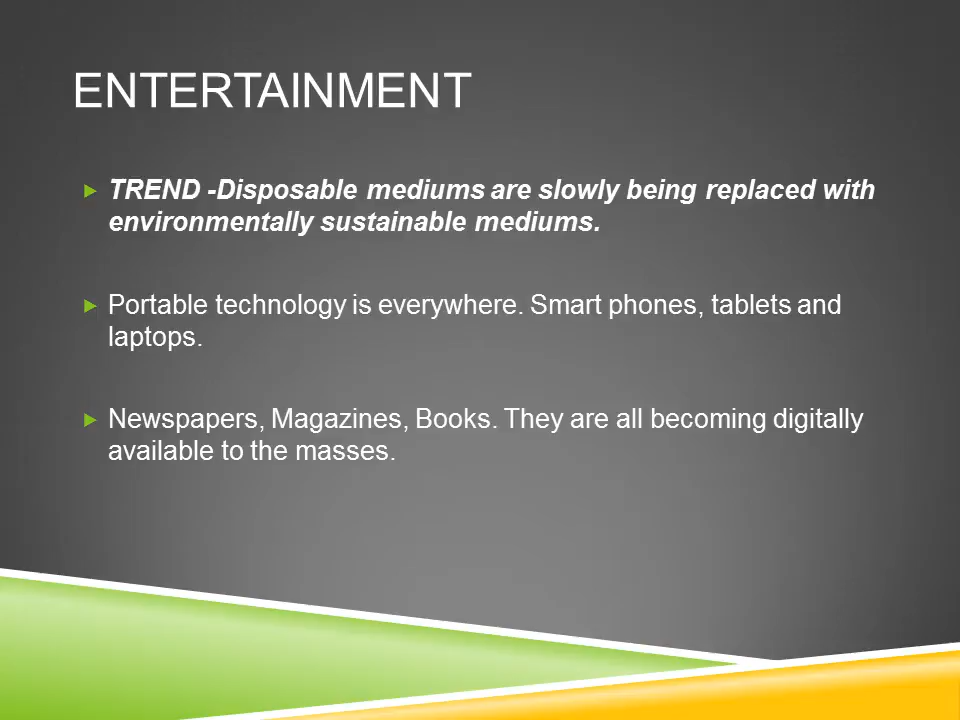 ENTERTAINMENT
TREND -Disposable mediums are slowly being replaced with
environmentally sustainable mediums.
Portable technology is everywhere. Smart phones, tablets and
laptops.
Newspapers, Magazines, Books. They are all becoming digitally
available to the masses.